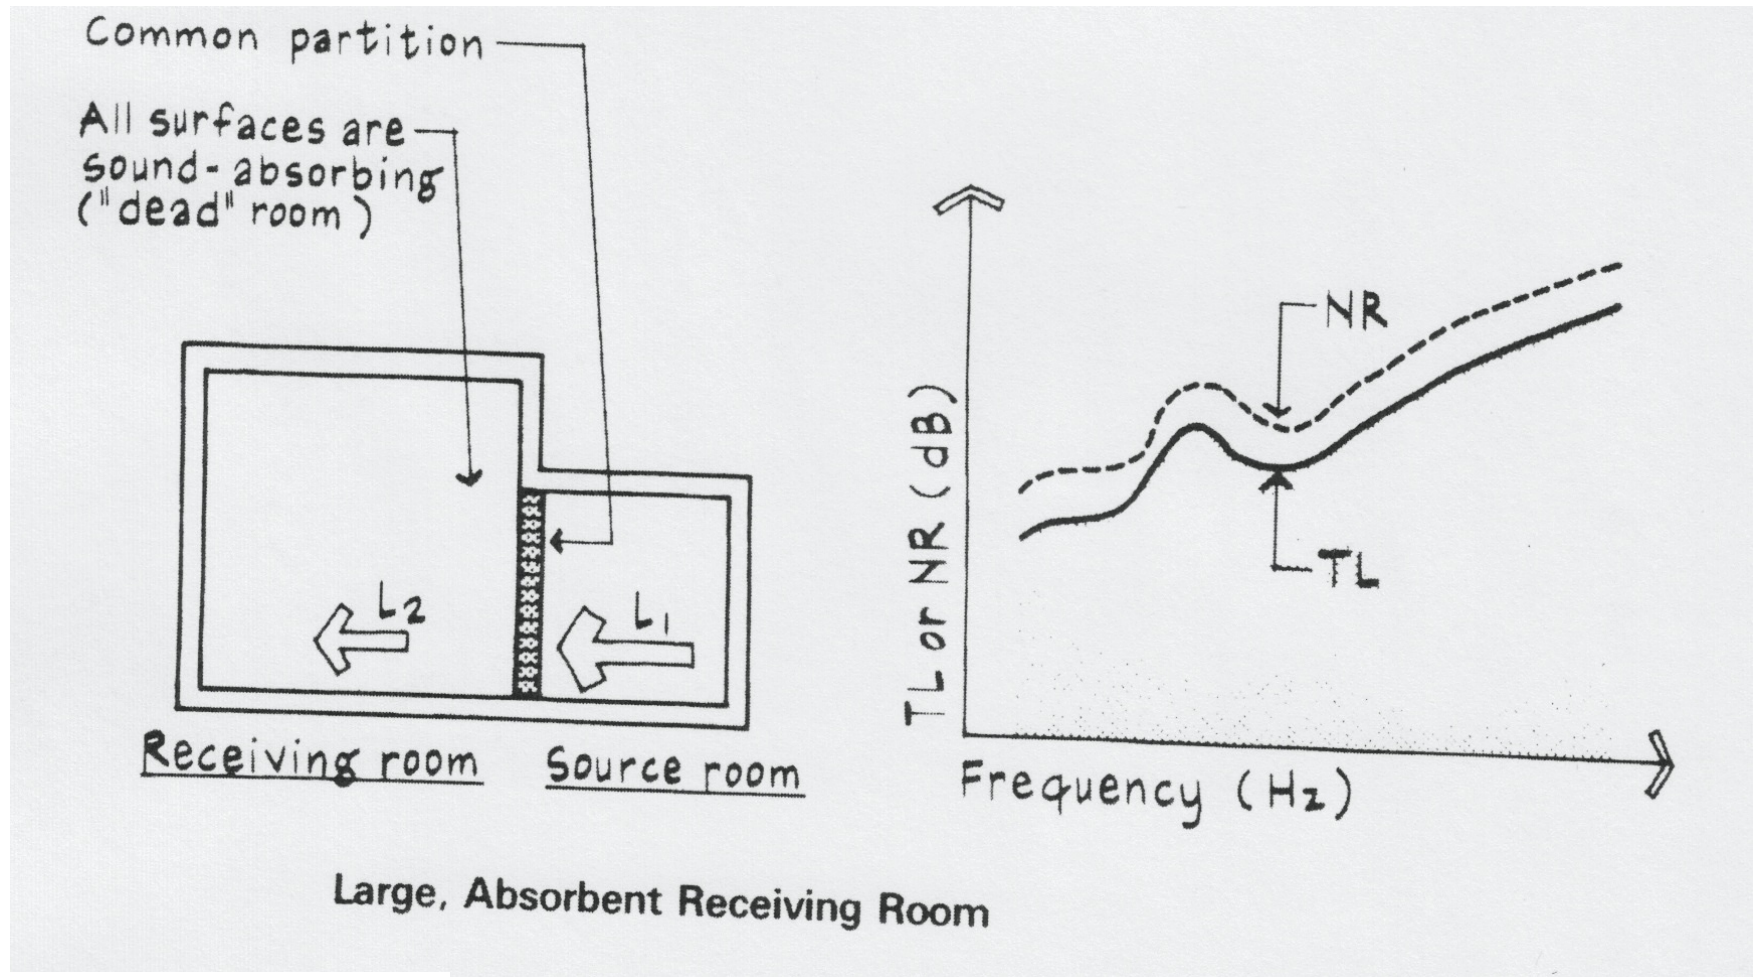 Common partition
All surfaces are
sound-absorbing
("dead" room)
L2
L1
Receiving room
Source room
TL or NR (dB)
NR
TL
Frequency (Hz)
Large, Absorbent Receiving Room